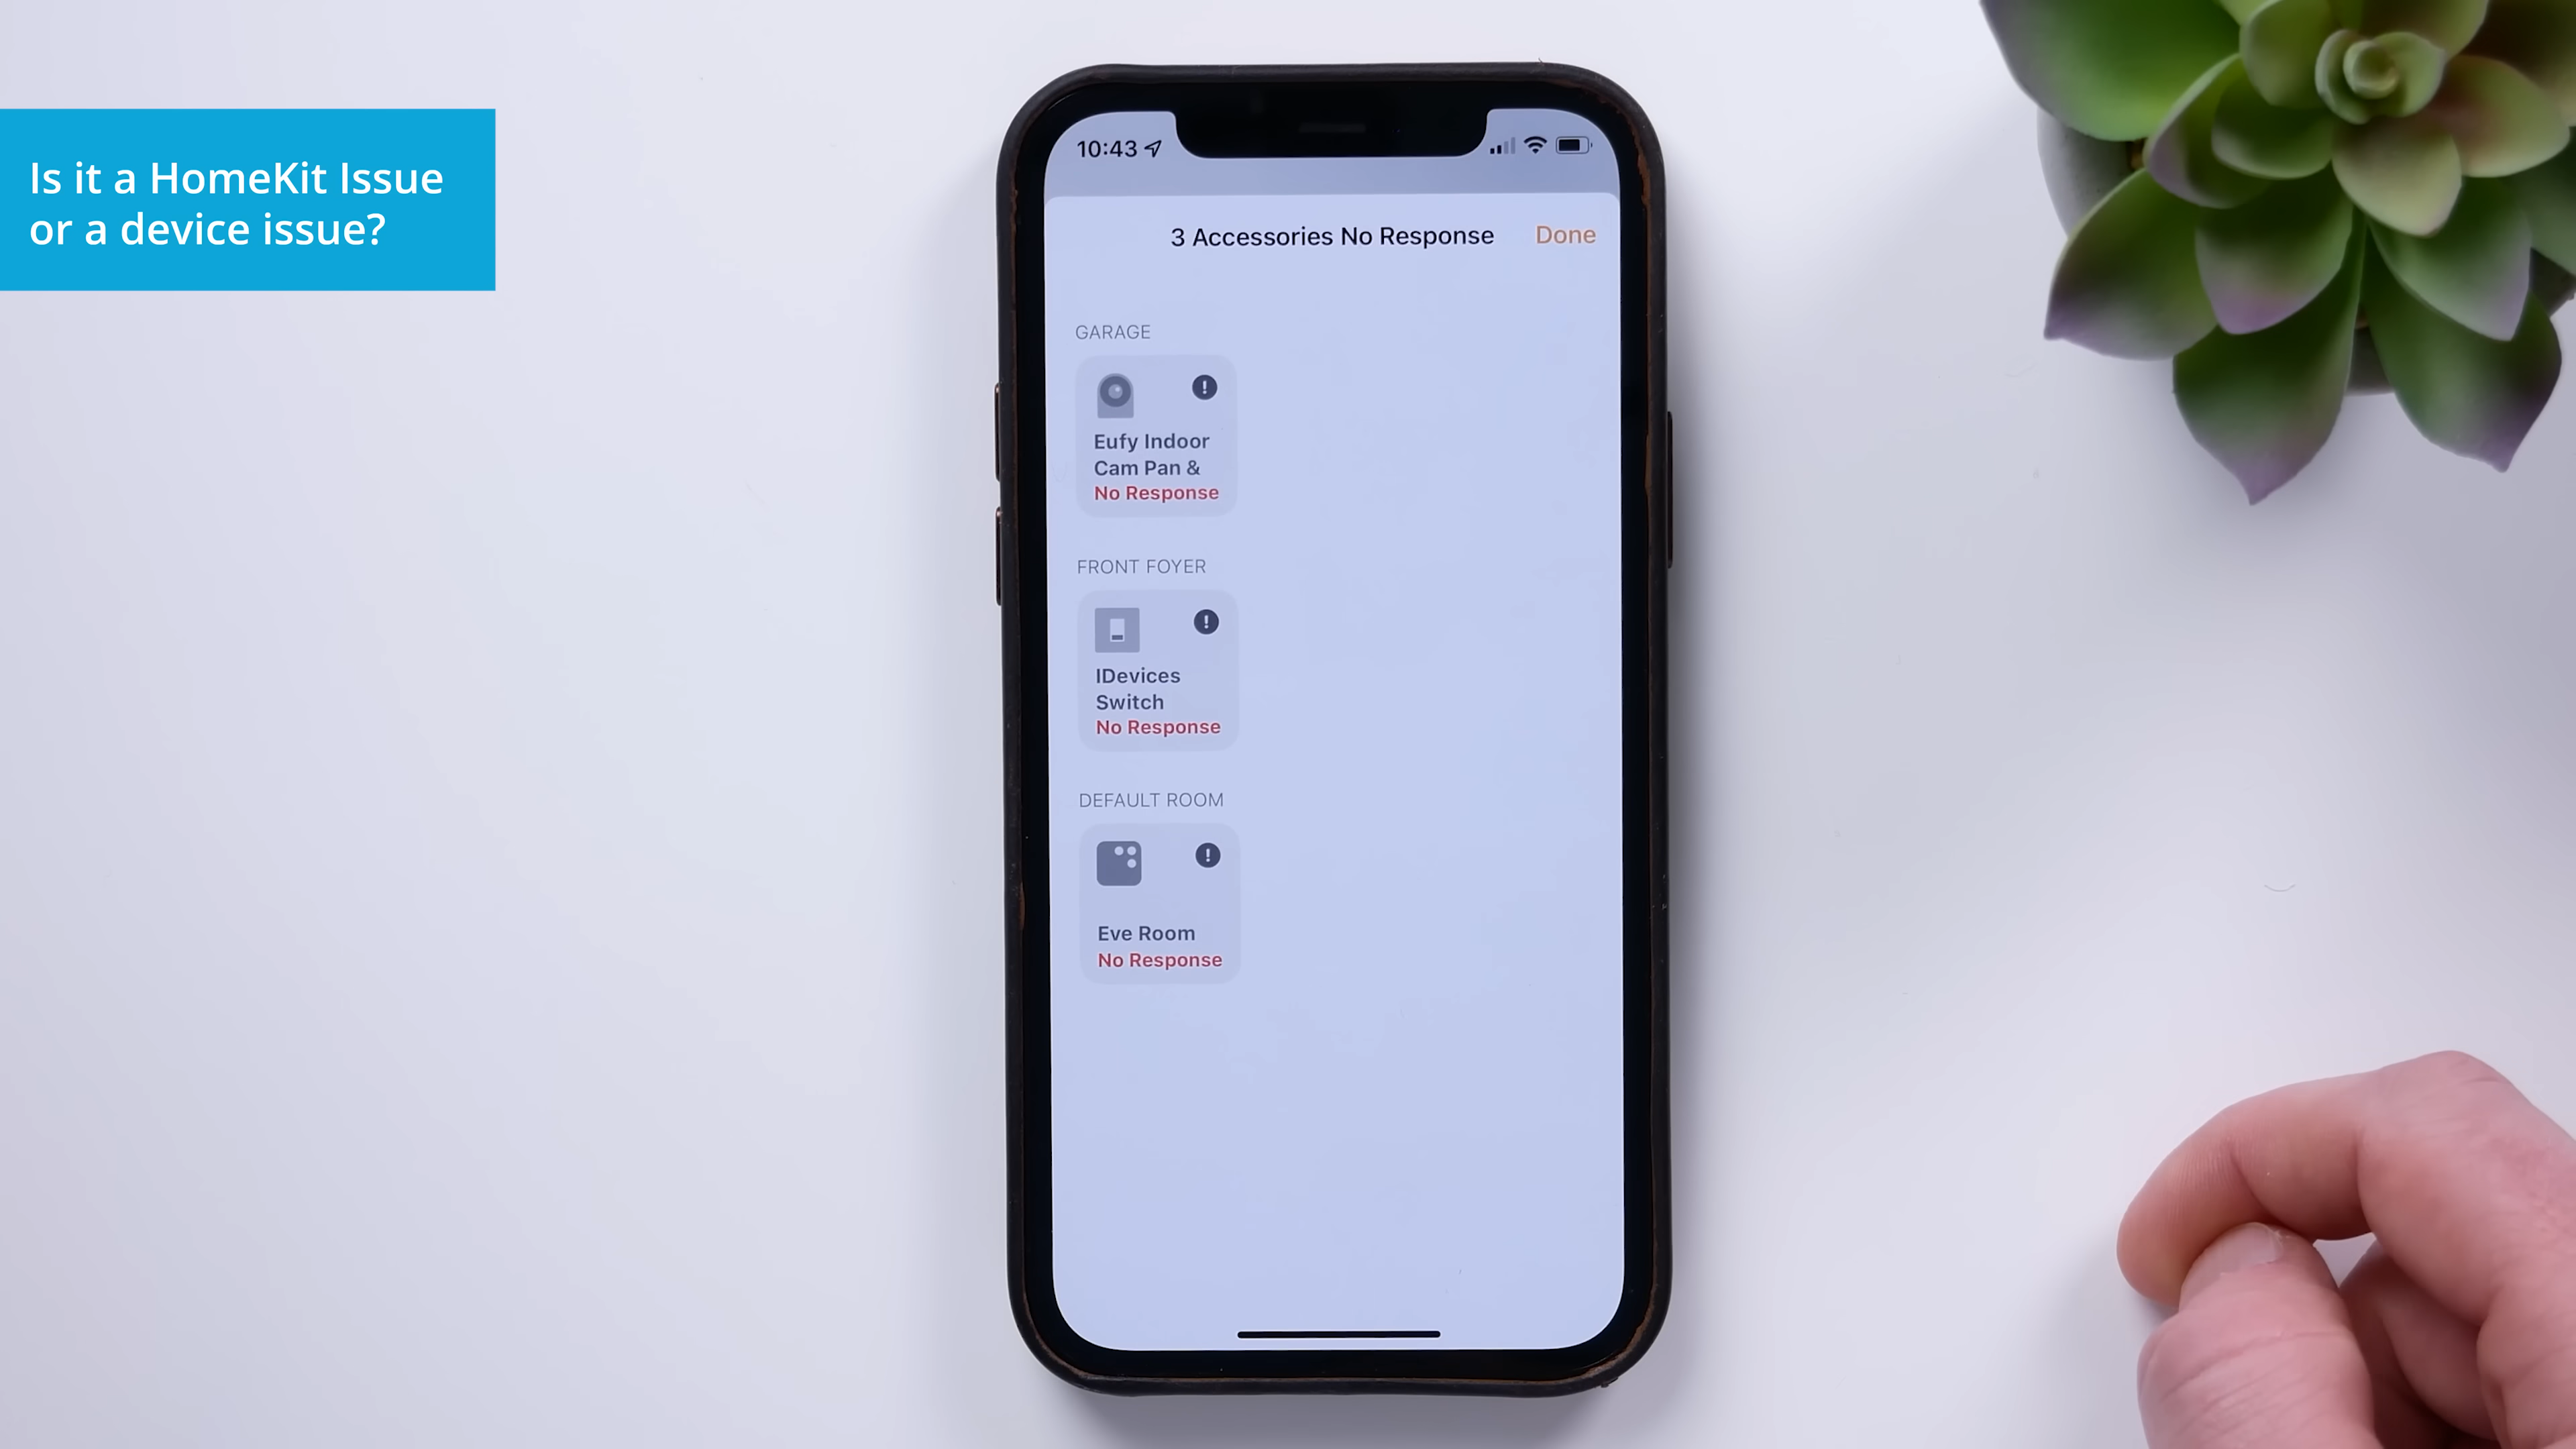 Is it a HomeKit Issue
or a device issue?
10:43
3 Accessories No Response
Done
GARAGE
Eufy Indoor
Cam Pan &
No Response
FRONT FOYER
IDevices
Switch
No Response
DEFAULT ROOM
Eve Room
No Response